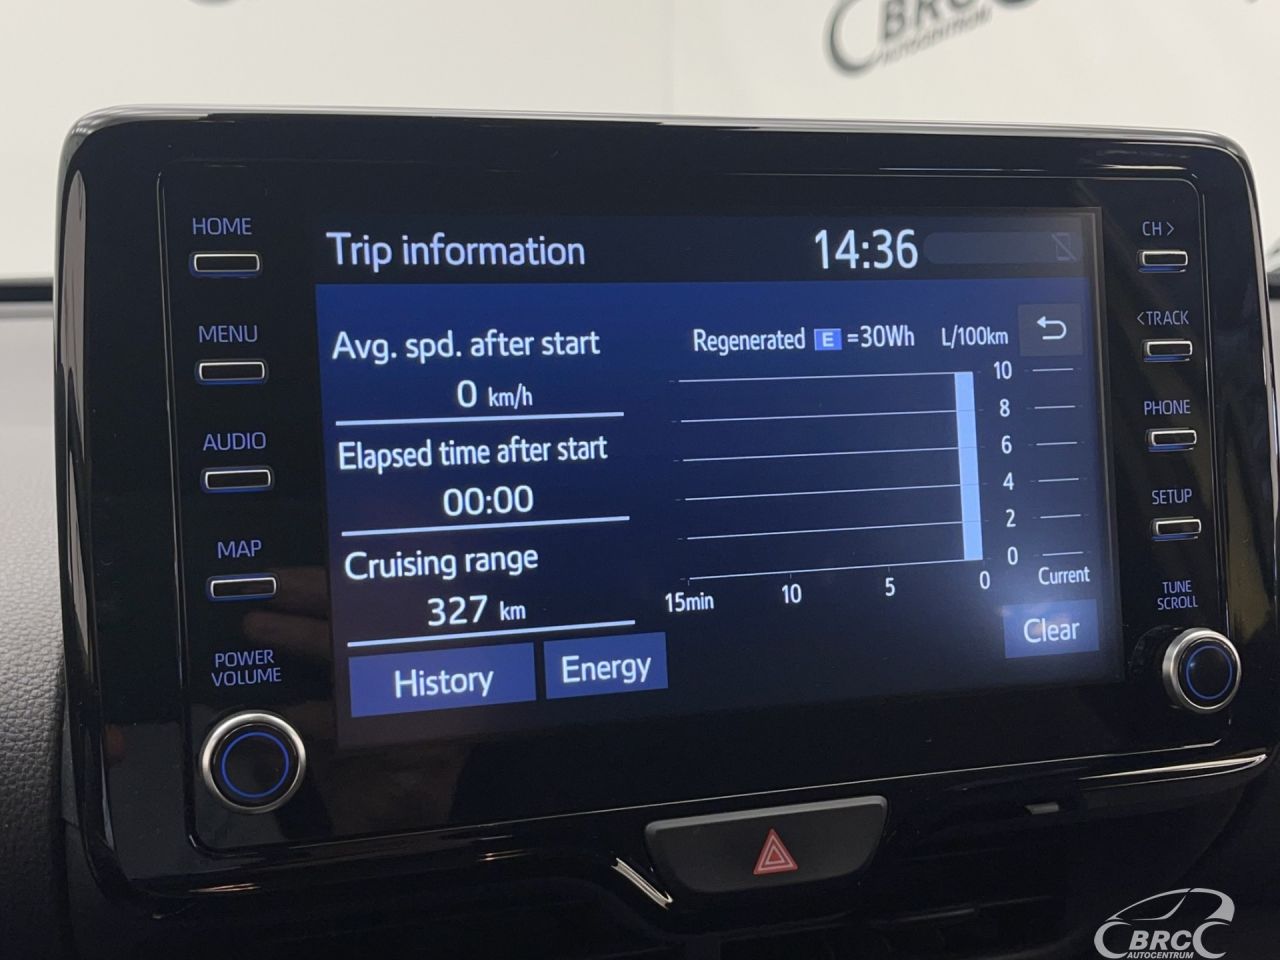 BRC
AUTOCENTRUM
HOME
MENU
AUDIO
MAP
POWER
VOLUME
Trip information
14:36
Avg. spd. after start
0 km/h
Elapsed time after start
00:00
Cruising range
327 km
History
Energy
Regenerated E =30Wh
L/100km
10
8
6
4
2
0
15min
10
5
0
Current
Clear
CH>
<TRACK
PHONE
SETUP
TUNE
SCROLL
BRC
AUTOCENTRUM